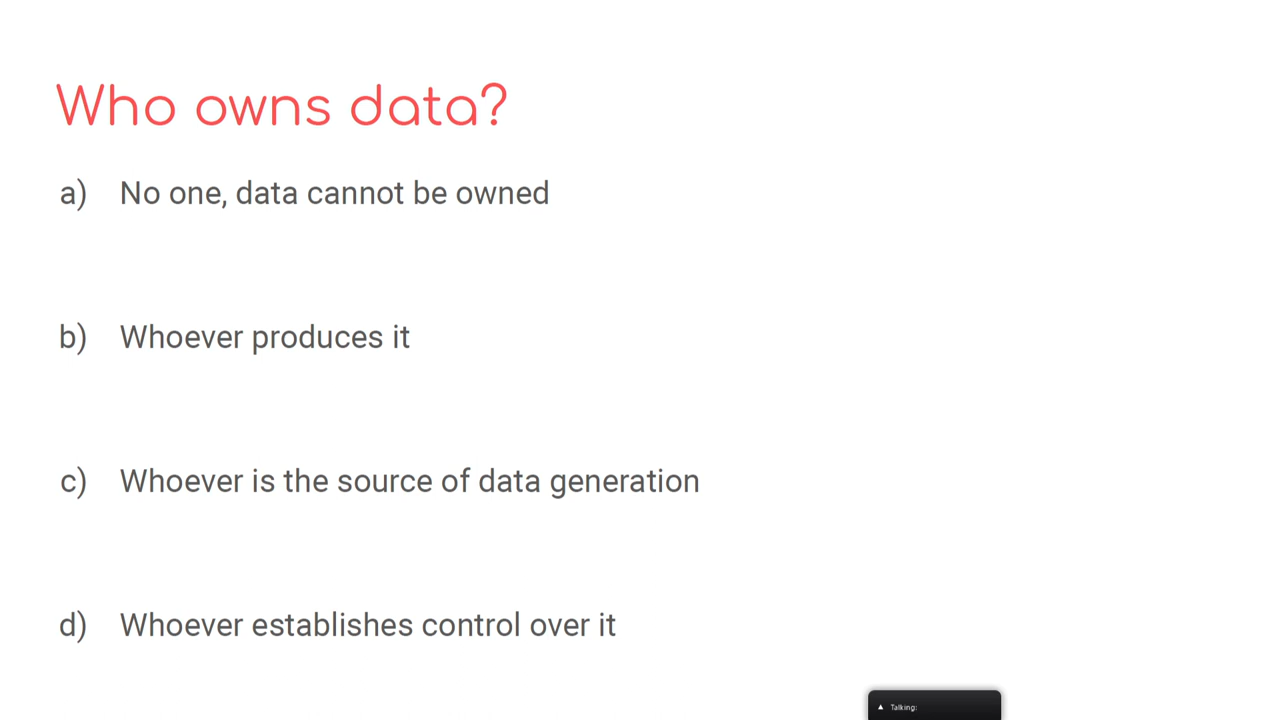 Who owns data?
a) No one, data cannot be owned
b) Whoever produces it
c) Whoever is the source of data generation
d) Whoever establishes control over it
▲ Talking: